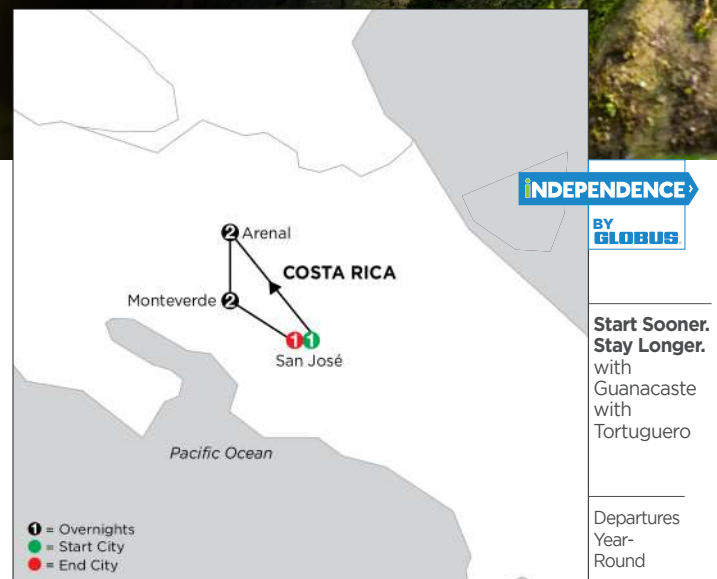 2 Arenal
COSTA RICA
Monteverde 2
1 1
San José
Pacific Ocean
1 = Overnights
= Start City
= End City
iNDEPENDENCE
BY
GLOBUS.
Start Sooner.
Stay Longer.
with
Guanacaste
with
Tortuguero
Departures
Year-
Round